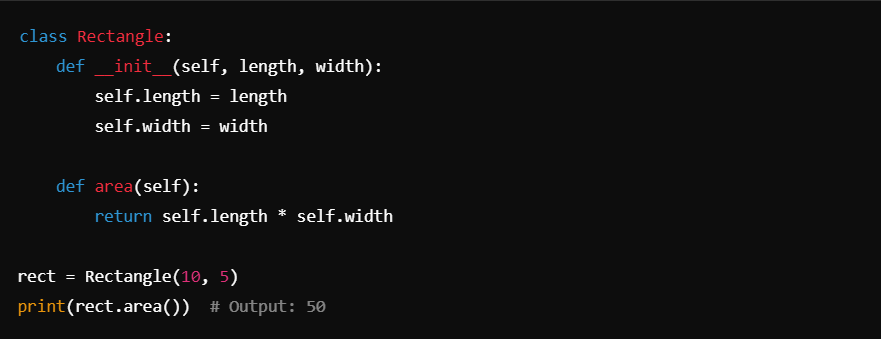 class Rectangle:
    def __init__(self, length, width):
        self.length = length
        self.width = width
    def area(self):
        return self.length * self.width
rect = Rectangle(10, 5)
print(rect.area())  # Output: 50